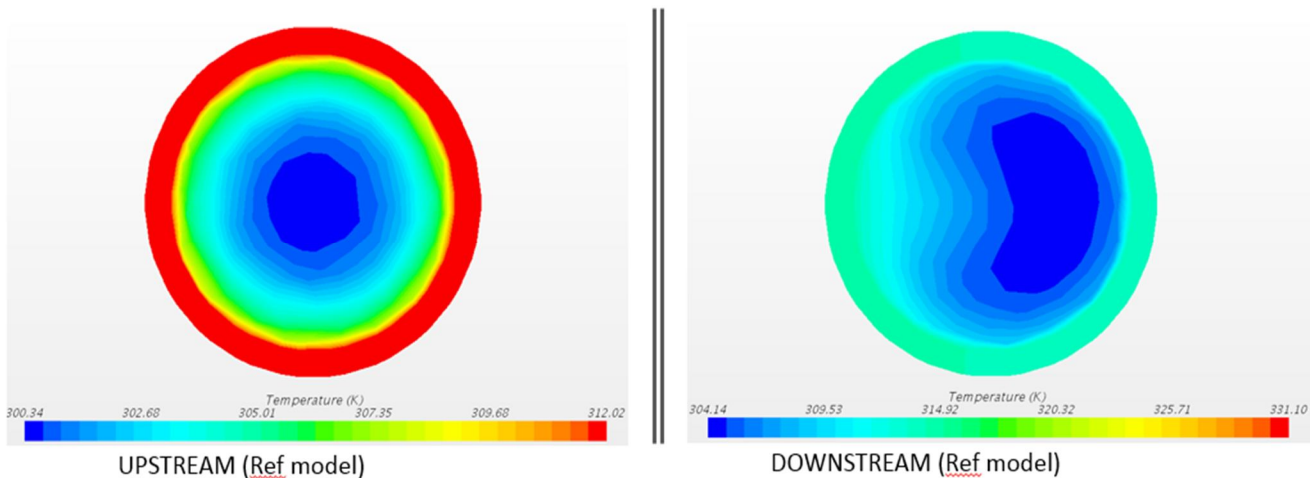 Temperature (K)
300.34 302.68 305.01 307.35 309.68 312.02
UPSTREAM (Ref model)
Temperature (K)
304.14 309.53 314.92 320.32 325.71 331.10
DOWNSTREAM (Ref model)